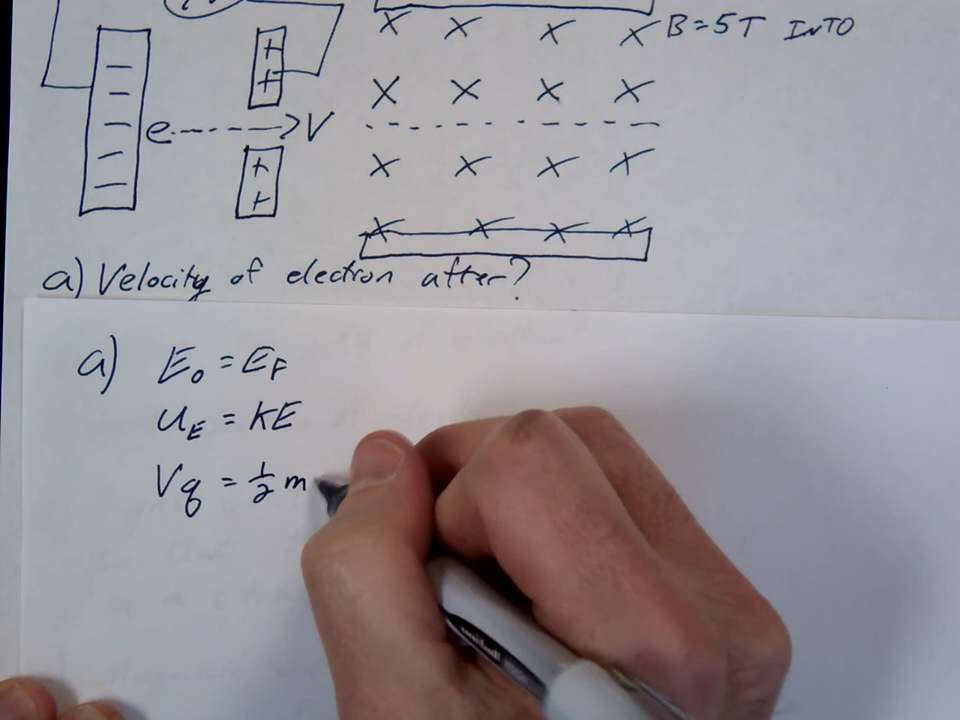 x x x x B = 5T INTO
- + x x x x
- +
- e ------> V
- + x x x x
- + x x x x
a) Velocity of electron after?
a) E₀ = E_F
U_E = KE
Vq = ½ m